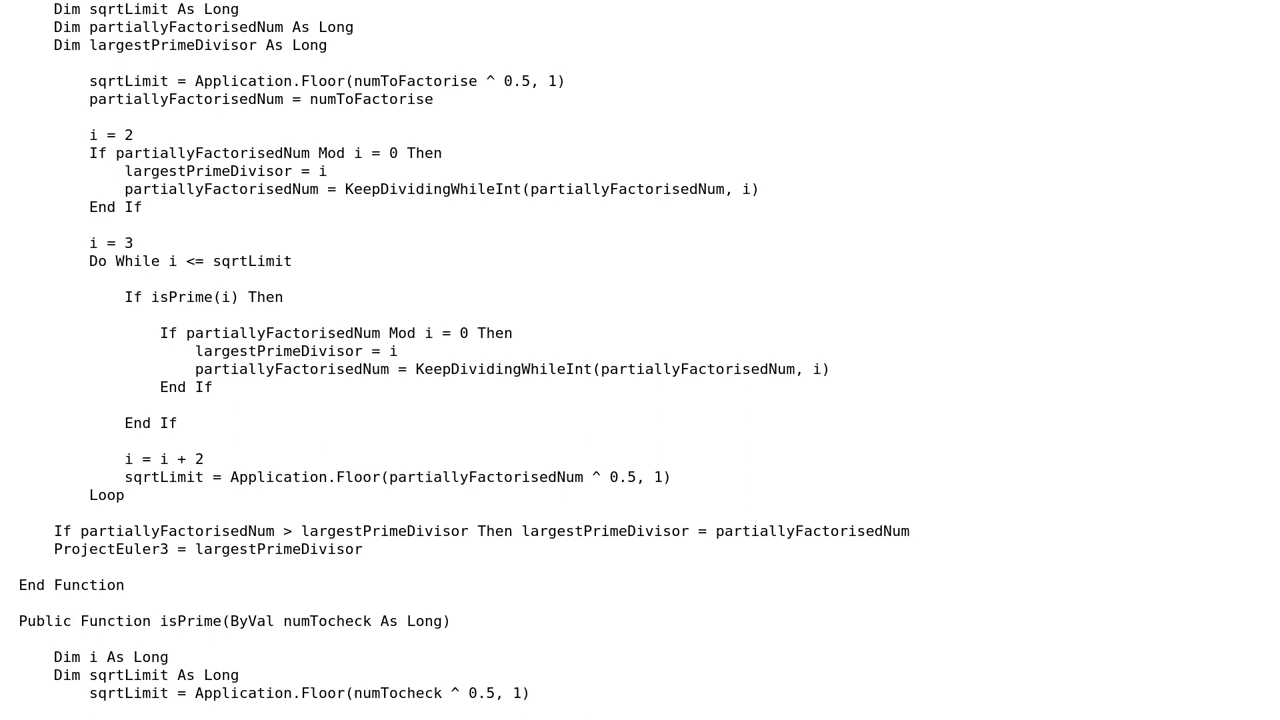 Dim sqrtLimit As Long
    Dim partiallyFactorisedNum As Long
    Dim largestPrimeDivisor As Long

        sqrtLimit = Application.Floor(numToFactorise ^ 0.5, 1)
        partiallyFactorisedNum = numToFactorise

        i = 2
        If partiallyFactorisedNum Mod i = 0 Then
            largestPrimeDivisor = i
            partiallyFactorisedNum = KeepDividingWhileInt(partiallyFactorisedNum, i)
        End If

        i = 3
        Do While i <= sqrtLimit

            If isPrime(i) Then

                If partiallyFactorisedNum Mod i = 0 Then
                    largestPrimeDivisor = i
                    partiallyFactorisedNum = KeepDividingWhileInt(partiallyFactorisedNum, i)
                End If

            End If

            i = i + 2
            sqrtLimit = Application.Floor(partiallyFactorisedNum ^ 0.5, 1)
        Loop

    If partiallyFactorisedNum > largestPrimeDivisor Then largestPrimeDivisor = partiallyFactorisedNum
    ProjectEuler3 = largestPrimeDivisor

End Function

Public Function isPrime(ByVal numTocheck As Long)

    Dim i As Long
    Dim sqrtLimit As Long
        sqrtLimit = Application.Floor(numTocheck ^ 0.5, 1)